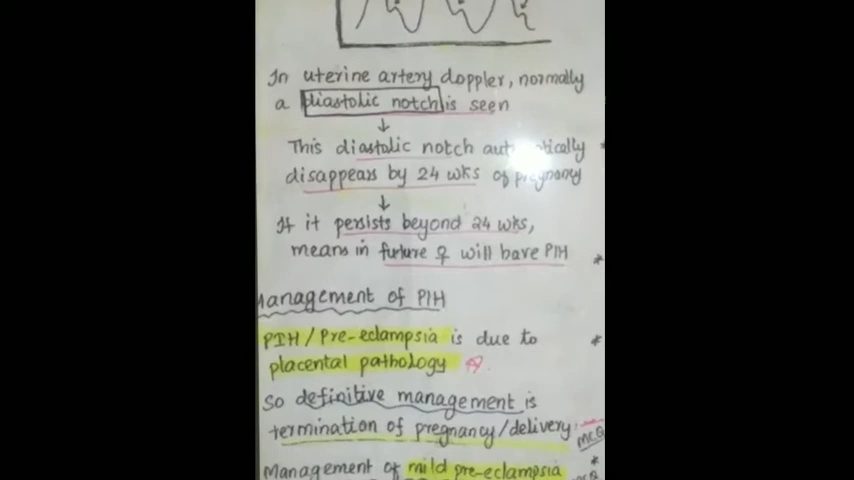 In uterine artery doppler, normally
a diastolic notch is seen
↓
This diastolic notch automatically
disappears by 24 wks of pregnancy
↓
If it persists beyond 24 wks,
means in future ♀ will have PIH *
Management of PIH
PIH/Pre-eclampsia is due to *
placental pathology
So definitive management is
termination of pregnancy/delivery. MCQ
Management of mild pre-eclampsia *